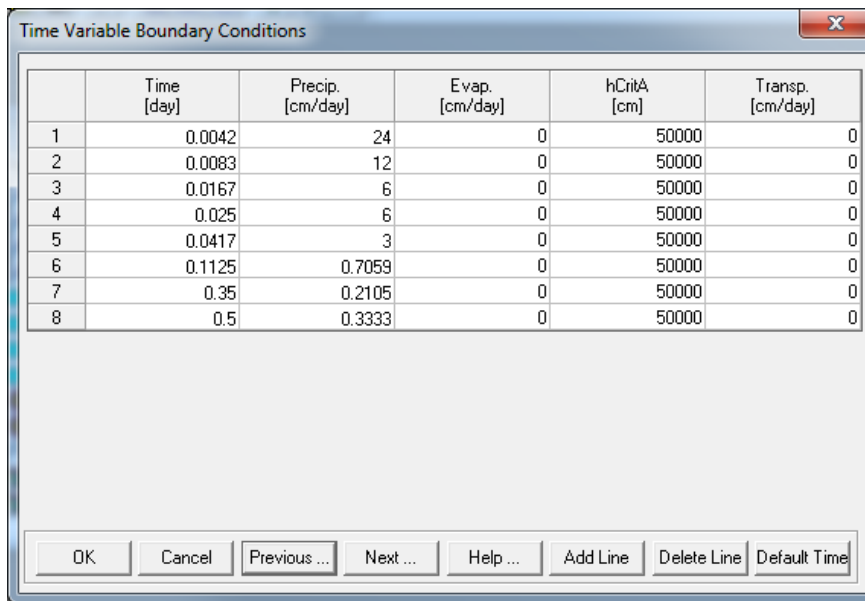 Time Variable Boundary Conditions
Time Precip. Evap. hCritA Transp.
[day] [cm/day] [cm/day] [cm] [cm/day]
1 0.0042 24 0 50000 0
2 0.0083 12 0 50000 0
3 0.0167 6 0 50000 0
4 0.025 6 0 50000 0
5 0.0417 3 0 50000 0
6 0.1125 0.7059 0 50000 0
7 0.35 0.2105 0 50000 0
8 0.5 0.3333 0 50000 0
OK Cancel Previous ... Next ... Help ... Add Line Delete Line Default Time